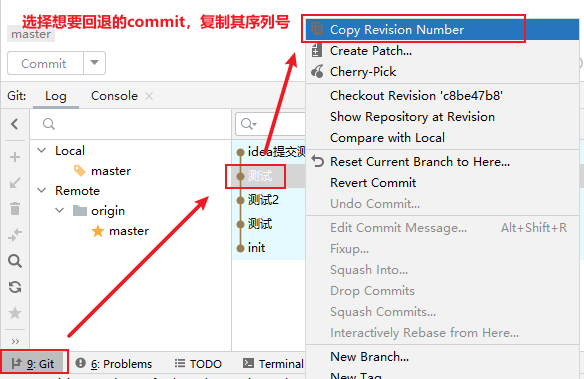 选择想要回退的commit，复制其序列号
master
Commit
Git:
Log
Console
Local
master
Remote
origin
master
idea提交测
测试
测试2
测试
init
Copy Revision Number
Create Patch...
Cherry-Pick
Checkout Revision 'c8be47b8'
Show Repository at Revision
Compare with Local
Reset Current Branch to Here...
Revert Commit
Undo Commit...
Edit Commit Message... Alt+Shift+R
Fixup...
Squash Into...
Drop Commits
Squash Commits...
Interactively Rebase from Here...
New Branch...
New Tag
9: Git
6: Problems
TODO
Terminal